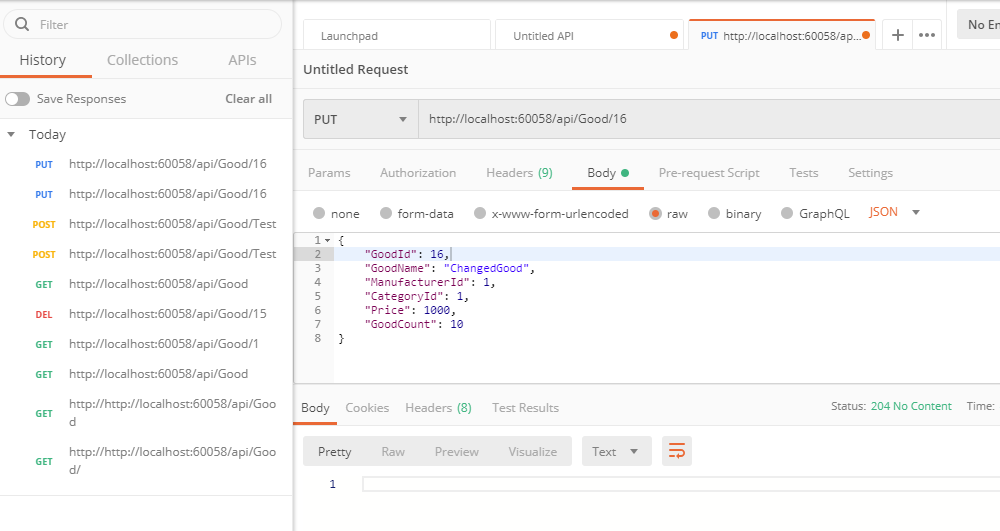 Filter
History Collections APIs
Save Responses Clear all
Today
PUT http://localhost:60058/api/Good/16
PUT http://localhost:60058/api/Good/16
POST http://localhost:60058/api/Good/Test
POST http://localhost:60058/api/Good/Test
GET http://localhost:60058/api/Good
DEL http://localhost:60058/api/Good/15
GET http://localhost:60058/api/Good/1
GET http://localhost:60058/api/Good
GET http://http://localhost:60058/api/Goo
d
GET http://http://localhost:60058/api/Goo
d/
Launchpad Untitled API PUT http://localhost:60058/ap... + ••• No En
Untitled Request
PUT http://localhost:60058/api/Good/16
Params Authorization Headers (9) Body Pre-request Script Tests Settings
none form-data x-www-form-urlencoded raw binary GraphQL JSON
1 {
2 "GoodId": 16,
3 "GoodName": "ChangedGood",
4 "ManufacturerId": 1,
5 "CategoryId": 1,
6 "Price": 1000,
7 "GoodCount": 10
8 }
Body Cookies Headers (8) Test Results Status: 204 No Content Time:
Pretty Raw Preview Visualize Text
1